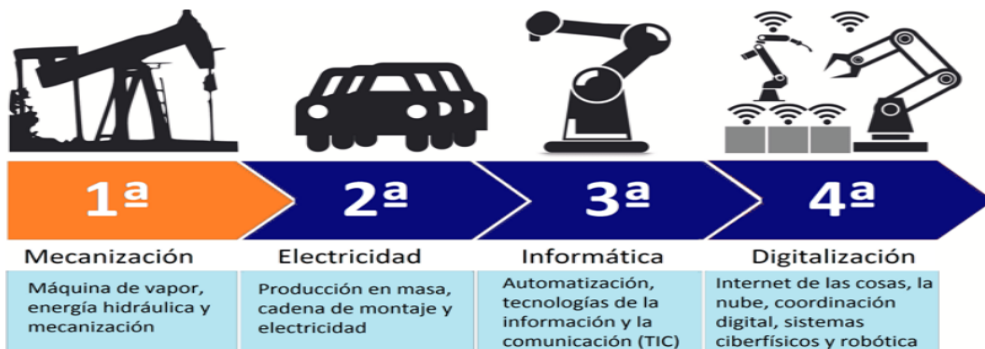 1ª
2ª
3ª
4ª
Mecanización
Electricidad
Informática
Digitalización
Máquina de vapor,
energía hidráulica y
mecanización
Producción en masa,
cadena de montaje y
electricidad
Automatización,
tecnologías de la
información y la
comunicación (TIC)
Internet de las cosas, la
nube, coordinación
digital, sistemas
ciberfísicos y robótica